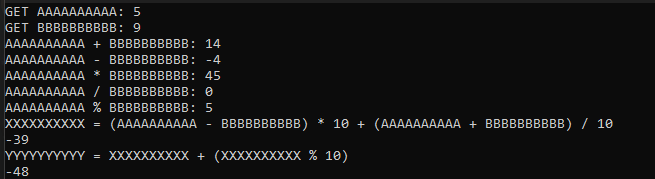 GET AAAAAAAAAA: 5
GET BBBBBBBBBB: 9
AAAAAAAAAA + BBBBBBBBBB: 14
AAAAAAAAAA - BBBBBBBBBB: -4
AAAAAAAAAA * BBBBBBBBBB: 45
AAAAAAAAAA / BBBBBBBBBB: 0
AAAAAAAAAA % BBBBBBBBBB: 5
XXXXXXXXXX = (AAAAAAAAAA - BBBBBBBBBB) * 10 + (AAAAAAAAAA + BBBBBBBBBB) / 10
-39
YYYYYYYYYY = XXXXXXXXXX + (XXXXXXXXXX % 10)
-48